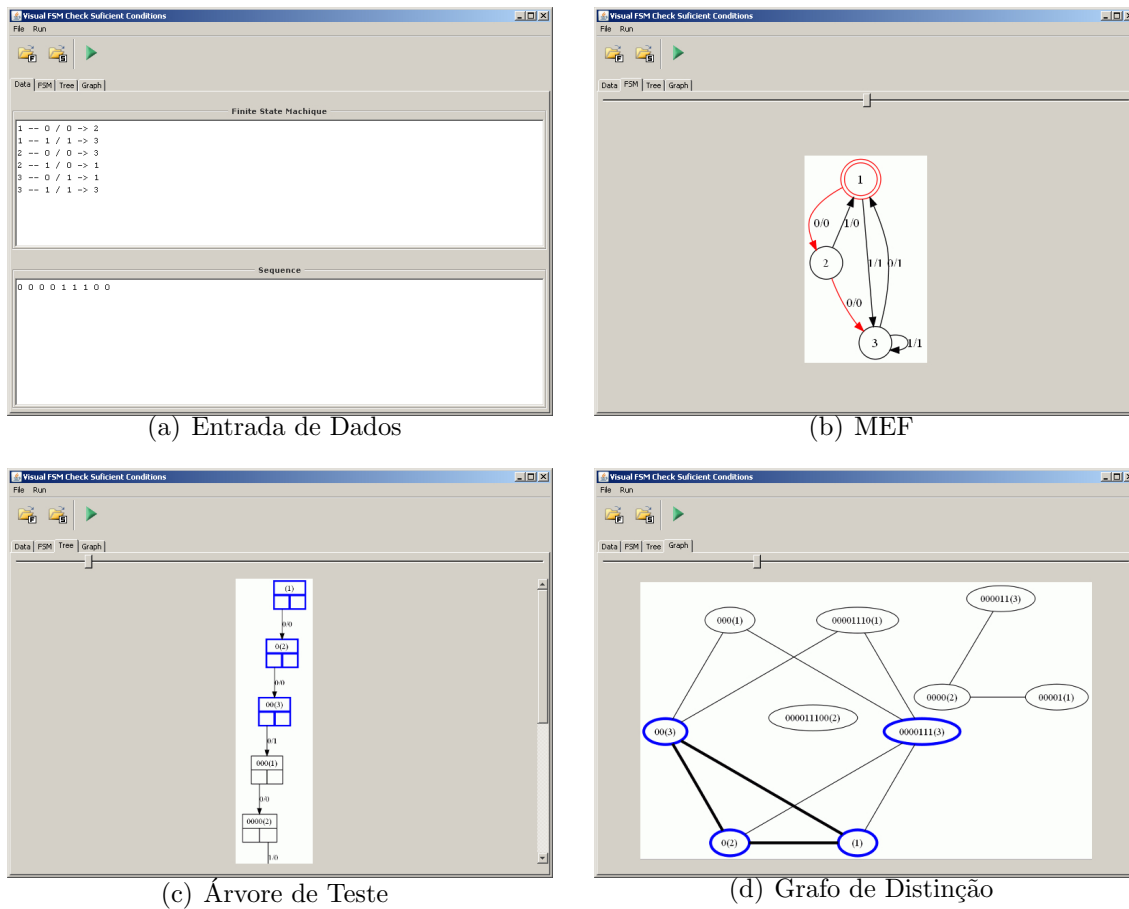 Visual FSM Check Suficient Conditions
File Run
F S
Data FSM Tree Graph
Finite State Machique
1 -- 0 / 0 -> 2
1 -- 1 / 1 -> 3
2 -- 0 / 0 -> 3
2 -- 1 / 0 -> 1
3 -- 0 / 1 -> 1
3 -- 1 / 1 -> 3
Sequence
0 0 0 0 1 1 1 0 0
(a) Entrada de Dados
Visual FSM Check Suficient Conditions
File Run
F S
Data FSM Tree Graph
1
0/0 1/0
2 1/1 0/1
0/0
3 1/1
(b) MEF
Visual FSM Check Suficient Conditions
File Run
F S
Data FSM Tree Graph
(1)
0/0
0(2)
0/0
00(3)
0/1
000(1)
0/0
0000(2)
1/0
(c) Árvore de Teste
Visual FSM Check Suficient Conditions
File Run
F S
Data FSM Tree Graph
000011(3)
000(1) 00001110(1)
0000(2) 00001(1)
000011100(2)
00(3) 0000111(3)
0(2) (1)
(d) Grafo de Distinção